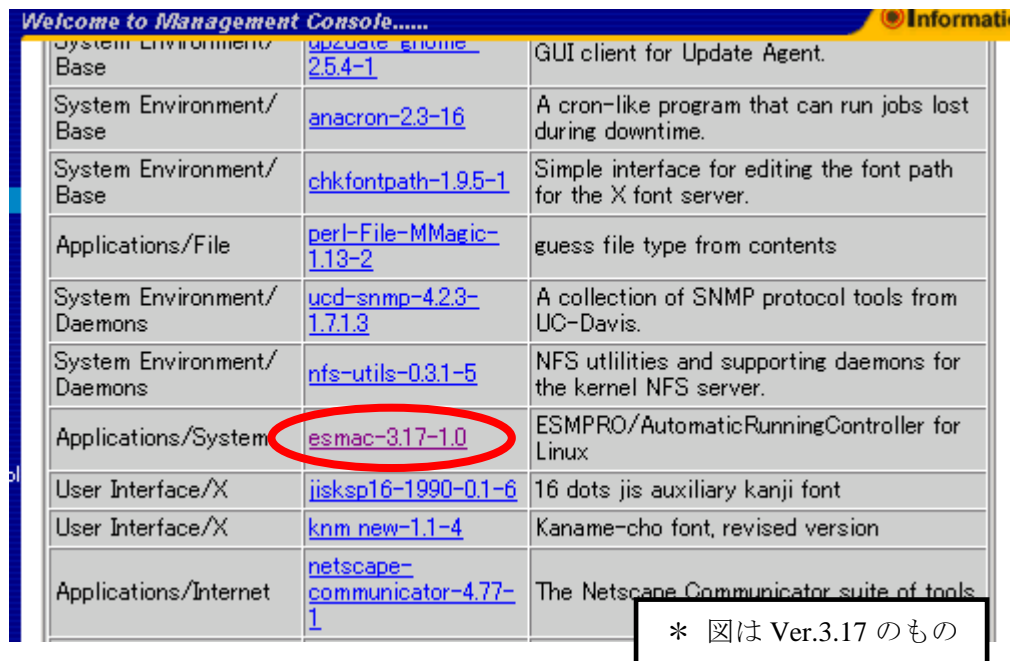 Welcome to Management Console......
Informati
System Environment/
Base
up2date-gnome-
2.5.4-1
GUI client for Update Agent.
System Environment/
Base
anacron-2.3-16
A cron-like program that can run jobs lost
during downtime.
System Environment/
Base
chkfontpath-1.9.5-1
Simple interface for editing the font path
for the X font server.
Applications/File
perl-File-MMagic-
1.13-2
guess file type from contents
System Environment/
Daemons
ucd-snmp-4.2.3-
1.7.1.3
A collection of SNMP protocol tools from
UC-Davis.
System Environment/
Daemons
nfs-utils-0.3.1-5
NFS utlilities and supporting daemons for
the kernel NFS server.
Applications/System
esmac-3.17-1.0
ESMPRO/AutomaticRunningController for
Linux
User Interface/X
jisksp16-1990-0.1-6
16 dots jis auxiliary kanji font
User Interface/X
knm new-1.1-4
Kaname-cho font, revised version
Applications/Internet
netscape-
communicator-4.77-
1
The Netscape Communicator suite of tools
＊ 図は Ver.3.17 のもの